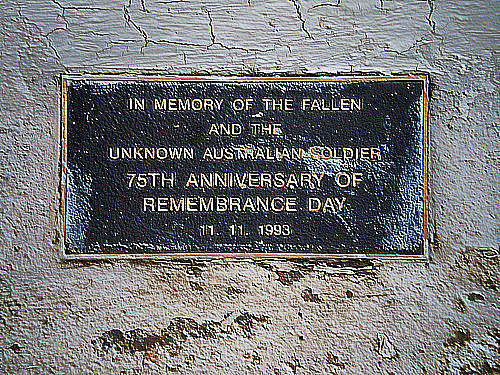 IN MEMORY OF THE FALLEN
AND THE
UNKNOWN AUSTRALIAN SOLDIER
75TH ANNIVERSARY OF
REMEMBRANCE DAY
11. 11. 1993